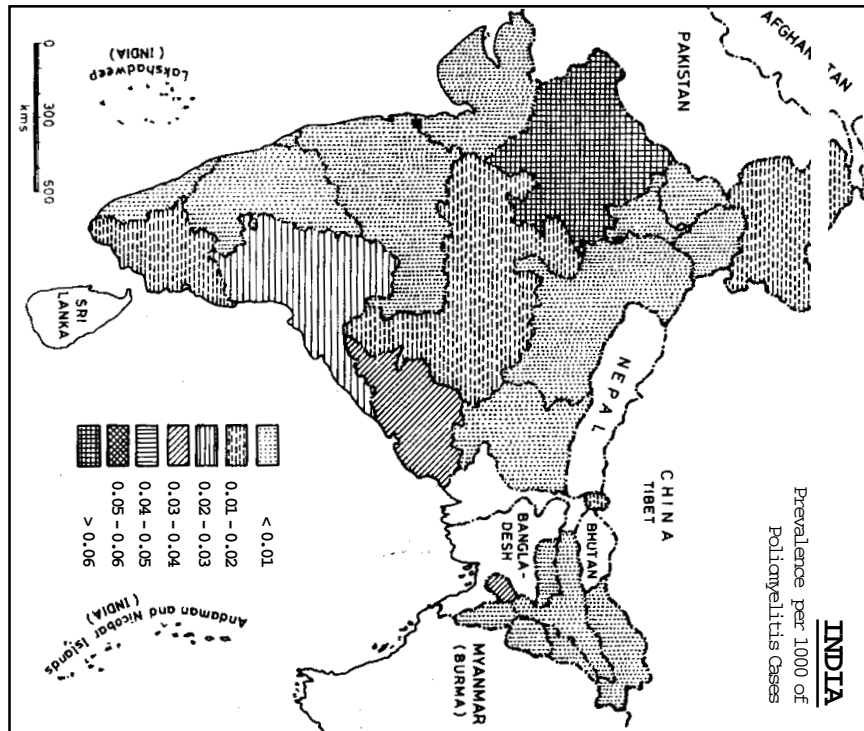 INDIA
Prevalence per 1000 of
Poliomyelitis Cases
AFGHAN TAN
PAKISTAN
CHINA
TIBET
NEPAL
BHUTAN
BANGLA-
DESH
MYANMAR
(BURMA)
SRI
LANKA
Lakshadweep
(INDIA)
0 300 600
kms
< 0.01
0.01 - 0.02
0.02 - 0.03
0.03 - 0.04
0.04 - 0.05
0.05 - 0.06
> 0.06
Andaman and Nicobar Islands
(INDIA)